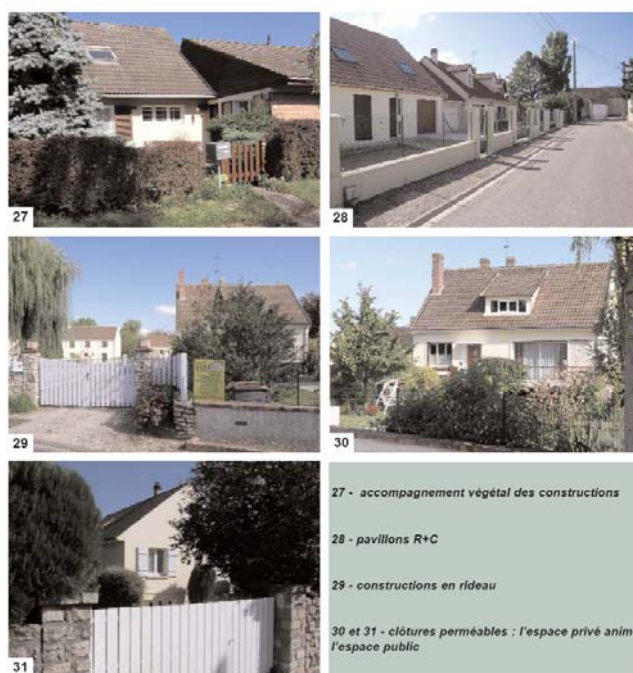 27
28
29
30
31
27 - accompagnement végétal des constructions
28 - pavillons R+C
29 - constructions en rideau
30 et 31 - clôtures perméables : l'espace privé anim
l'espace public